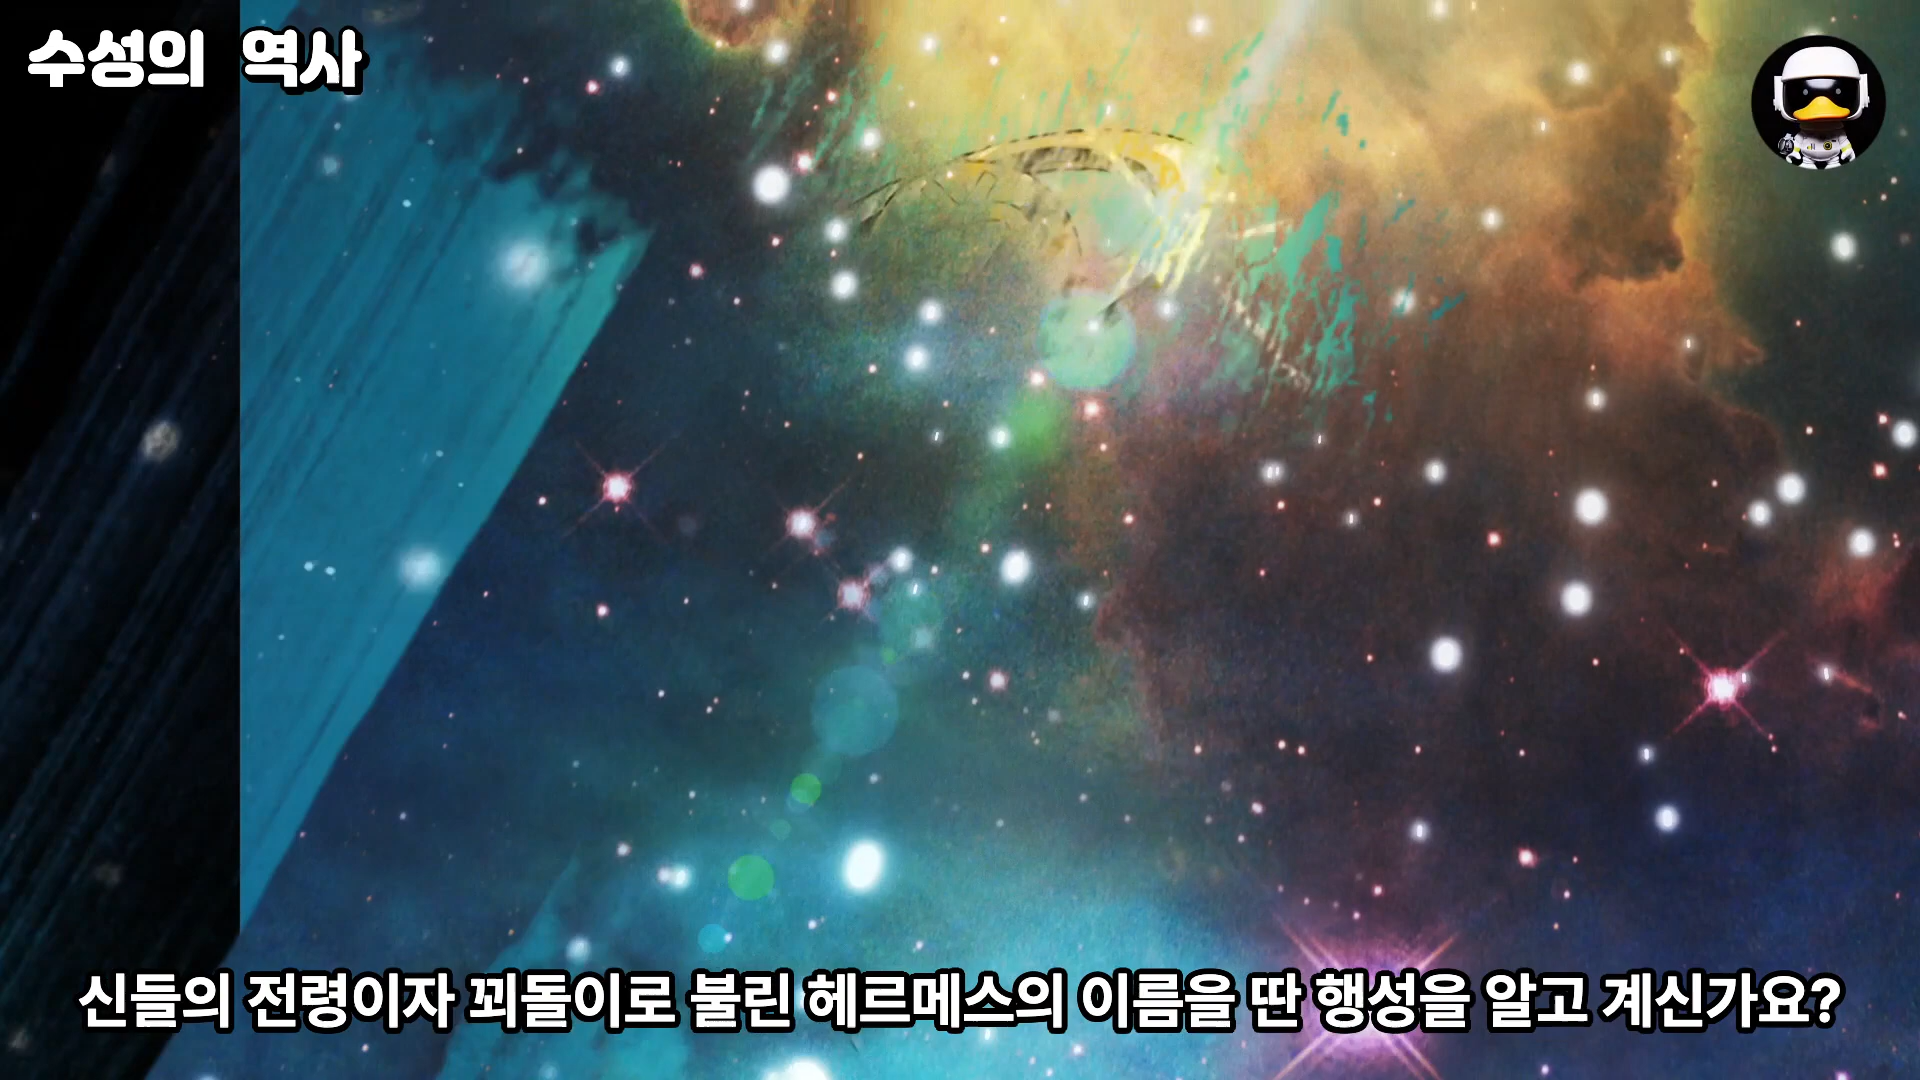 수성의 역사
신들의 전령이자 꾀돌이로 불린 헤르메스의 이름을 딴 행성을 알고 계신가요?